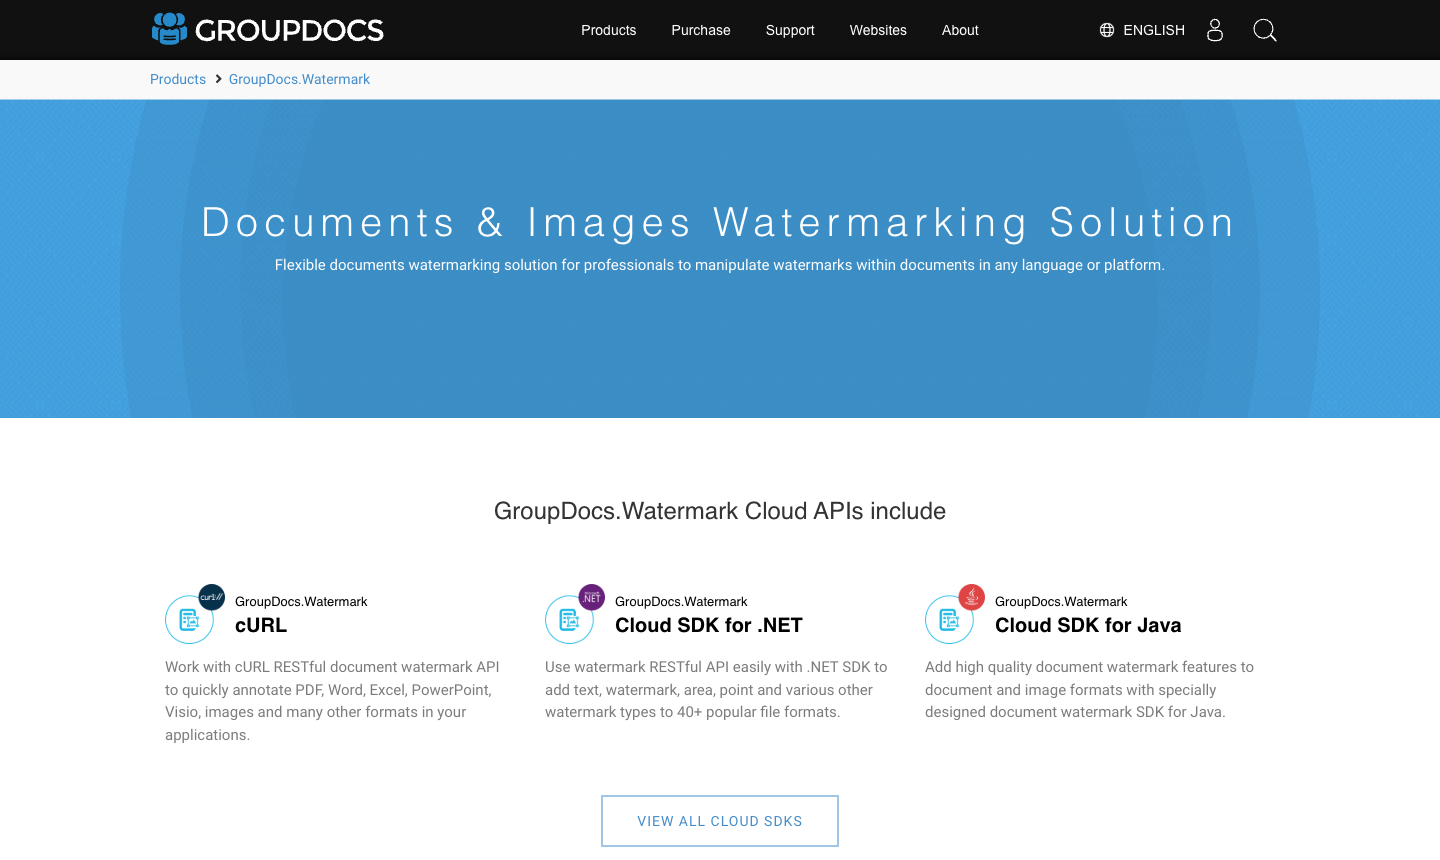 GROUPDOCS
Products Purchase Support Websites About
ENGLISH
Products GroupDocs.Watermark
Documents & Images Watermarking Solution
Flexible documents watermarking solution for professionals to manipulate watermarks within documents in any language or platform.
GroupDocs.Watermark Cloud APIs include
curl://
GroupDocs.Watermark
cURL
Work with cURL RESTful document watermark API
to quickly annotate PDF, Word, Excel, PowerPoint,
Visio, images and many other formats in your
applications.
.NET
GroupDocs.Watermark
Cloud SDK for .NET
Use watermark RESTful API easily with .NET SDK to
add text, watermark, area, point and various other
watermark types to 40+ popular file formats.
GroupDocs.Watermark
Cloud SDK for Java
Add high quality document watermark features to
document and image formats with specially
designed document watermark SDK for Java.
VIEW ALL CLOUD SDKS